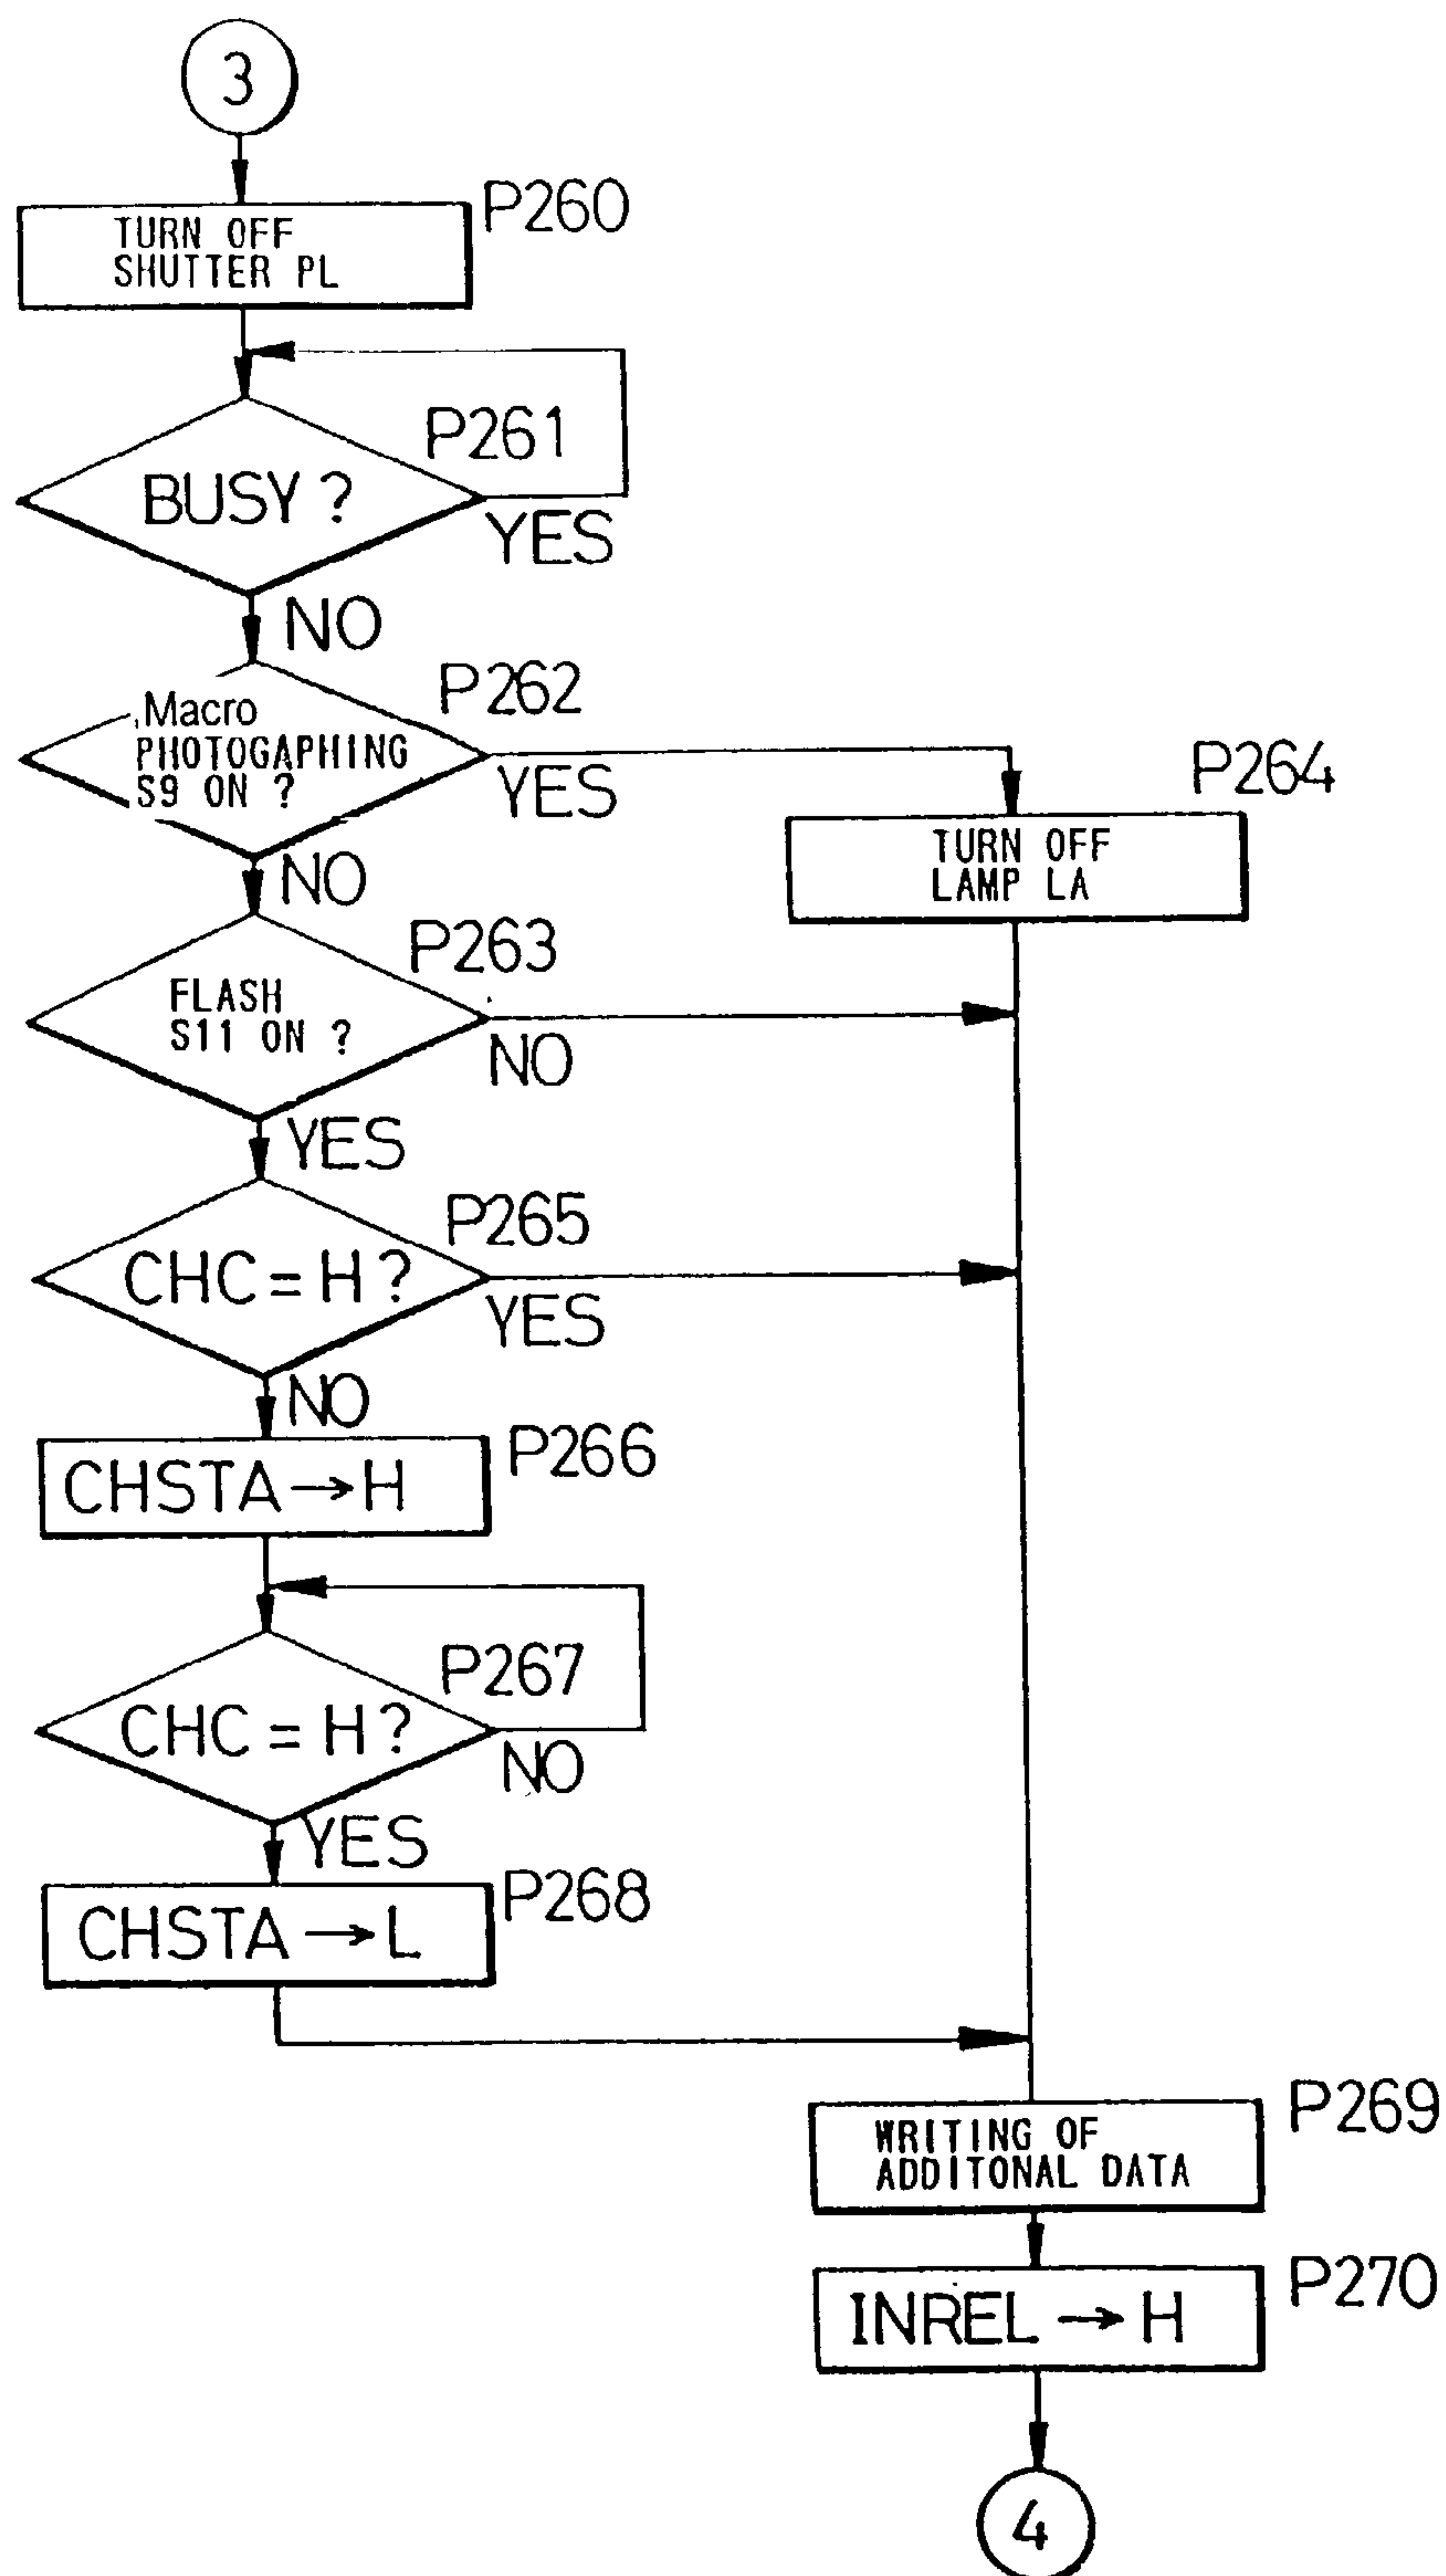 3
P260
TURN OFF
SHUTTER PL
P261
BUSY ?
YES
NO
P262
Macro
PHOTOGAPHING
S9 ON ?
YES
NO
P264
TURN OFF
LAMP LA
P263
FLASH
S11 ON ?
NO
YES
P265
CHC = H ?
YES
NO
P266
CHSTA → H
P267
CHC = H ?
NO
YES
P268
CHSTA → L
P269
WRITING OF
ADDITONAL DATA
P270
INREL → H
4